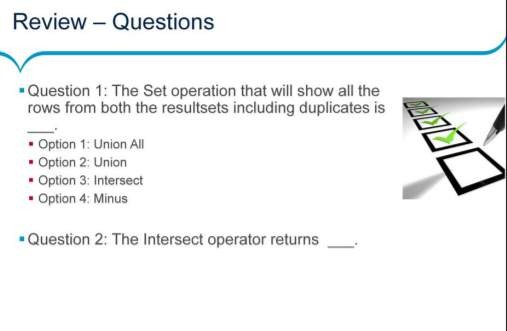 Review – Questions
Question 1: The Set operation that will show all the
rows from both the resultsets including duplicates is
____.
Option 1: Union All
Option 2: Union
Option 3: Intersect
Option 4: Minus
Question 2: The Intersect operator returns ____.